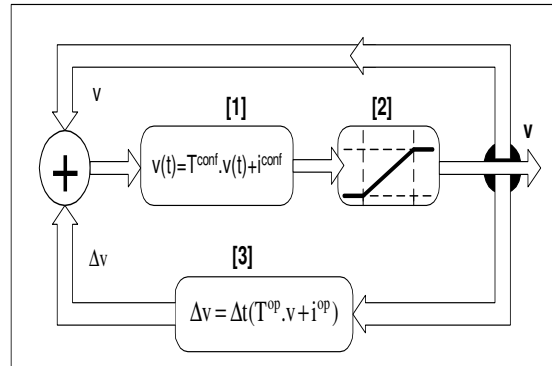 v
[1]
[2]
v
v(t)=T^conf.v(t)+i^conf
+
Δv
[3]
Δv = Δt(T^op.v+i^op)